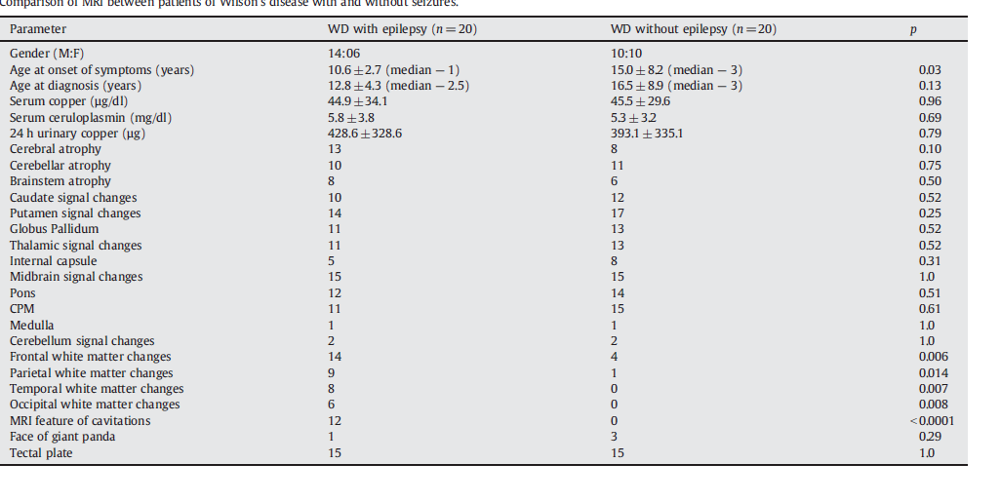 Comparison of MRI between patients of Wilson's disease with and without seizures.
Parameter WD with epilepsy (n = 20) WD without epilepsy (n = 20) p
Gender (M:F) 14:06 10:10
Age at onset of symptoms (years) 10.6 ± 2.7 (median – 1) 15.0 ± 8.2 (median – 3) 0.03
Age at diagnosis (years) 12.8 ± 4.3 (median – 2.5) 16.5 ± 8.9 (median – 3) 0.13
Serum copper (μg/dl) 44.9 ± 34.1 45.5 ± 29.6 0.96
Serum ceruloplasmin (mg/dl) 5.8 ± 3.8 5.3 ± 3.2 0.69
24 h urinary copper (μg) 428.6 ± 328.6 393.1 ± 335.1 0.79
Cerebral atrophy 13 8 0.10
Cerebellar atrophy 10 11 0.75
Brainstem atrophy 8 6 0.50
Caudate signal changes 10 12 0.52
Putamen signal changes 14 17 0.25
Globus Pallidum 11 13 0.52
Thalamic signal changes 11 13 0.52
Internal capsule 5 8 0.31
Midbrain signal changes 15 15 1.0
Pons 12 14 0.51
CPM 11 15 0.61
Medulla 1 1 1.0
Cerebellum signal changes 2 2 1.0
Frontal white matter changes 14 4 0.006
Parietal white matter changes 9 1 0.014
Temporal white matter changes 8 0 0.007
Occipital white matter changes 6 0 0.008
MRI feature of cavitations 12 0 <0.0001
Face of giant panda 1 3 0.29
Tectal plate 15 15 1.0